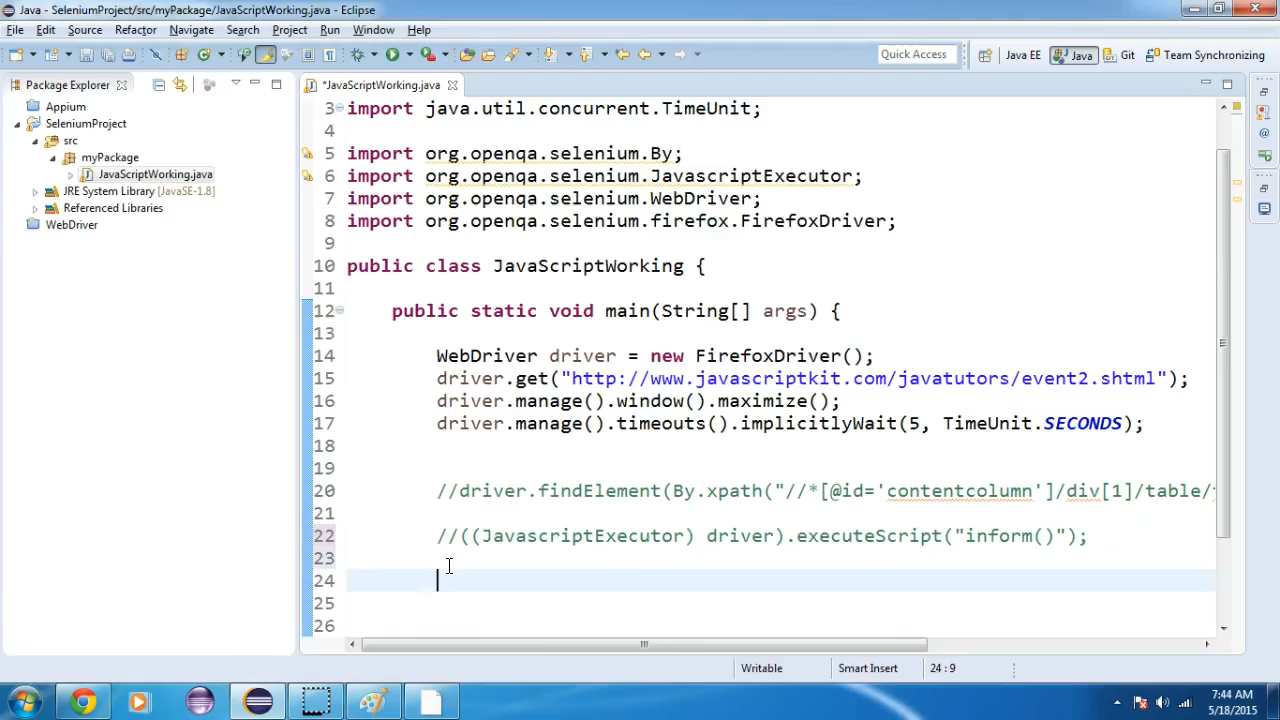 Java - SeleniumProject/src/myPackage/JavaScriptWorking.java - Eclipse
File Edit Source Refactor Navigate Search Project Run Window Help
Quick Access Java EE Java Git Team Synchronizing
Package Explorer
*JavaScriptWorking.java
Appium
SeleniumProject
src
myPackage
JavaScriptWorking.java
JRE System Library [JavaSE-1.8]
Referenced Libraries
WebDriver
3 import java.util.concurrent.TimeUnit;
4
5 import org.openqa.selenium.By;
6 import org.openqa.selenium.JavascriptExecutor;
7 import org.openqa.selenium.WebDriver;
8 import org.openqa.selenium.firefox.FirefoxDriver;
9
10 public class JavaScriptWorking {
11
12 public static void main(String[] args) {
13
14 WebDriver driver = new FirefoxDriver();
15 driver.get("http://www.javascriptkit.com/javatutors/event2.shtml");
16 driver.manage().window().maximize();
17 driver.manage().timeouts().implicitlyWait(5, TimeUnit.SECONDS);
18
19
20 //driver.findElement(By.xpath("//*[@id='contentcolumn']/div[1]/table/
21
22 //((JavascriptExecutor) driver).executeScript("inform()");
23
24
25
26
Writable Smart Insert 24 : 9
7:44 AM
5/18/2015